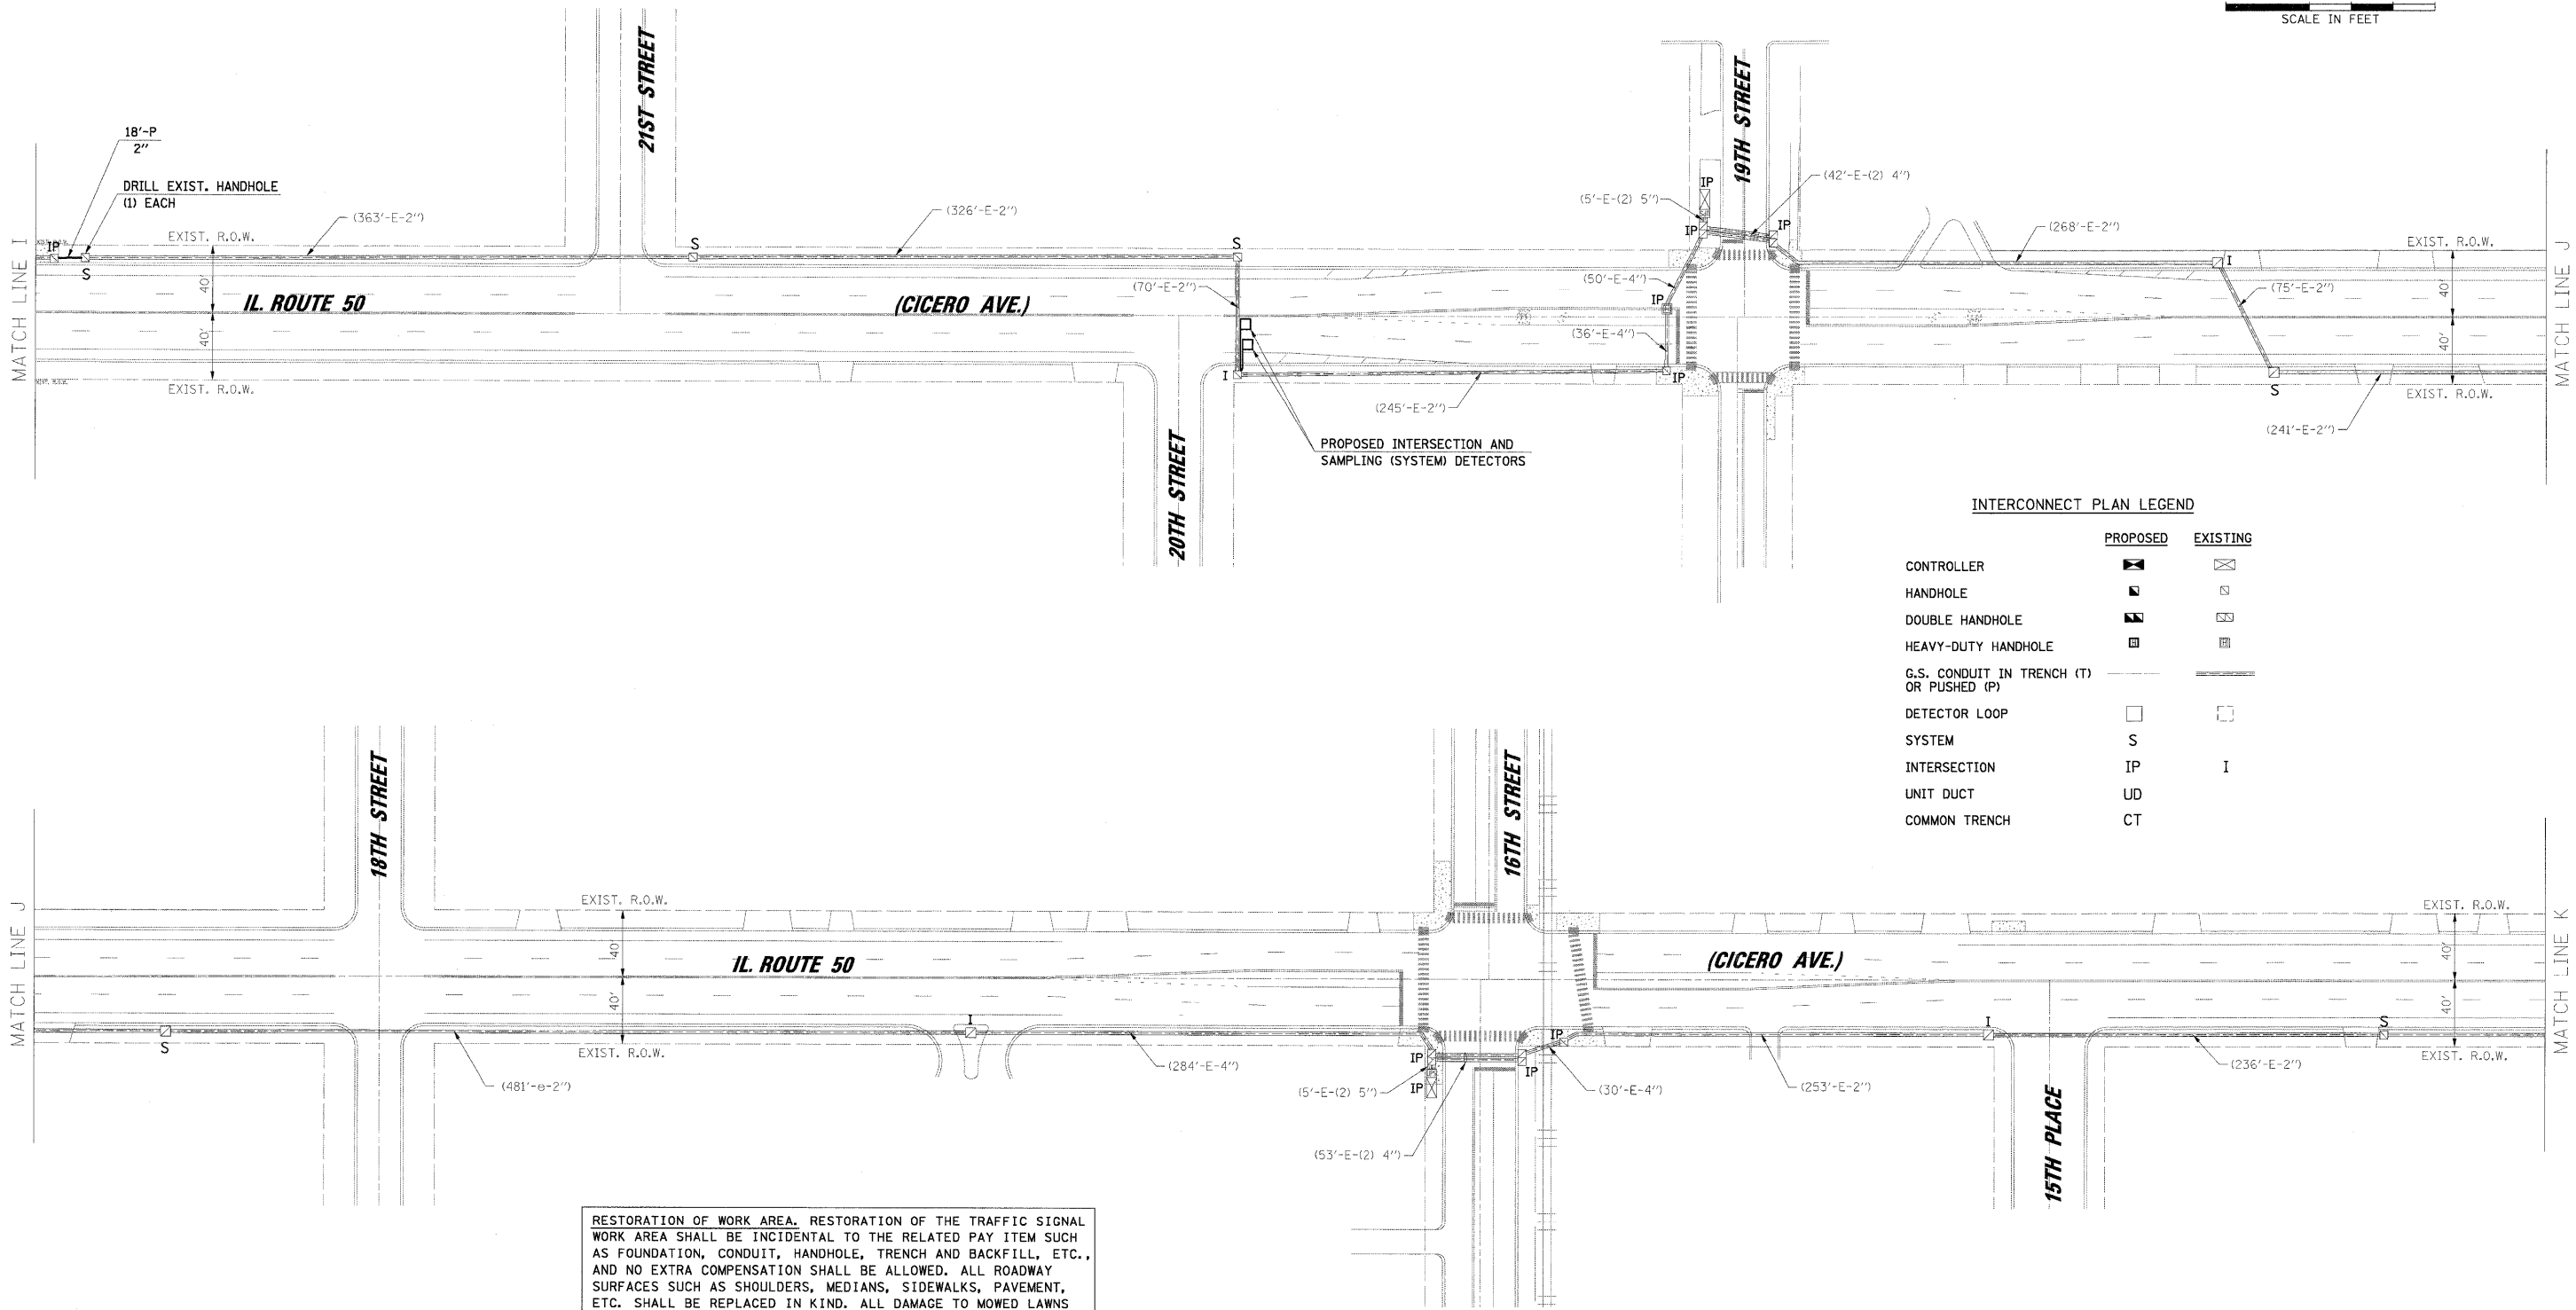 SCALE IN FEET
MATCH LINE I
18'-P
2"
DRILL EXIST. HANDHOLE
(1) EACH
IP
S
(363'-E-2")
EXIST. R.O.W.
40'
40'
EXIST. R.O.W.
IL. ROUTE 50
21ST STREET
S
(326'-E-2")
(CICERO AVE.)
S
(70'-E-2")
I
20TH STREET
PROPOSED INTERSECTION AND
SAMPLING (SYSTEM) DETECTORS
(245'-E-2")
(36'-E-4")
(50'-E-4")
IP
IP
IP
IP
(5'-E-(2) 5")
19TH STREET
(42'-E-(2) 4")
IP
(268'-E-2")
I
(75'-E-2")
S
(241'-E-2")
EXIST. R.O.W.
40'
40'
EXIST. R.O.W.
MATCH LINE J
INTERCONNECT PLAN LEGEND
PROPOSED EXISTING
CONTROLLER
HANDHOLE
DOUBLE HANDHOLE
HEAVY-DUTY HANDHOLE
G.S. CONDUIT IN TRENCH (T)
OR PUSHED (P)
DETECTOR LOOP
SYSTEM S
INTERSECTION IP I
UNIT DUCT UD
COMMON TRENCH CT
MATCH LINE J
S
18TH STREET
(481'-e-2")
EXIST. R.O.W.
40'
40'
EXIST. R.O.W.
IL. ROUTE 50
I
(284'-E-4")
IP
IP
(5'-E-(2) 5")
(53'-E-(2) 4")
16TH STREET
IP
IP
(30'-E-4")
(CICERO AVE.)
(253'-E-2")
I
15TH PLACE
(236'-E-2")
S
EXIST. R.O.W.
40'
40'
EXIST. R.O.W.
MATCH LINE K
RESTORATION OF WORK AREA. RESTORATION OF THE TRAFFIC SIGNAL
WORK AREA SHALL BE INCIDENTAL TO THE RELATED PAY ITEM SUCH
AS FOUNDATION, CONDUIT, HANDHOLE, TRENCH AND BACKFILL, ETC.,
AND NO EXTRA COMPENSATION SHALL BE ALLOWED. ALL ROADWAY
SURFACES SUCH AS SHOULDERS, MEDIANS, SIDEWALKS, PAVEMENT,
ETC. SHALL BE REPLACED IN KIND. ALL DAMAGE TO MOWED LAWNS